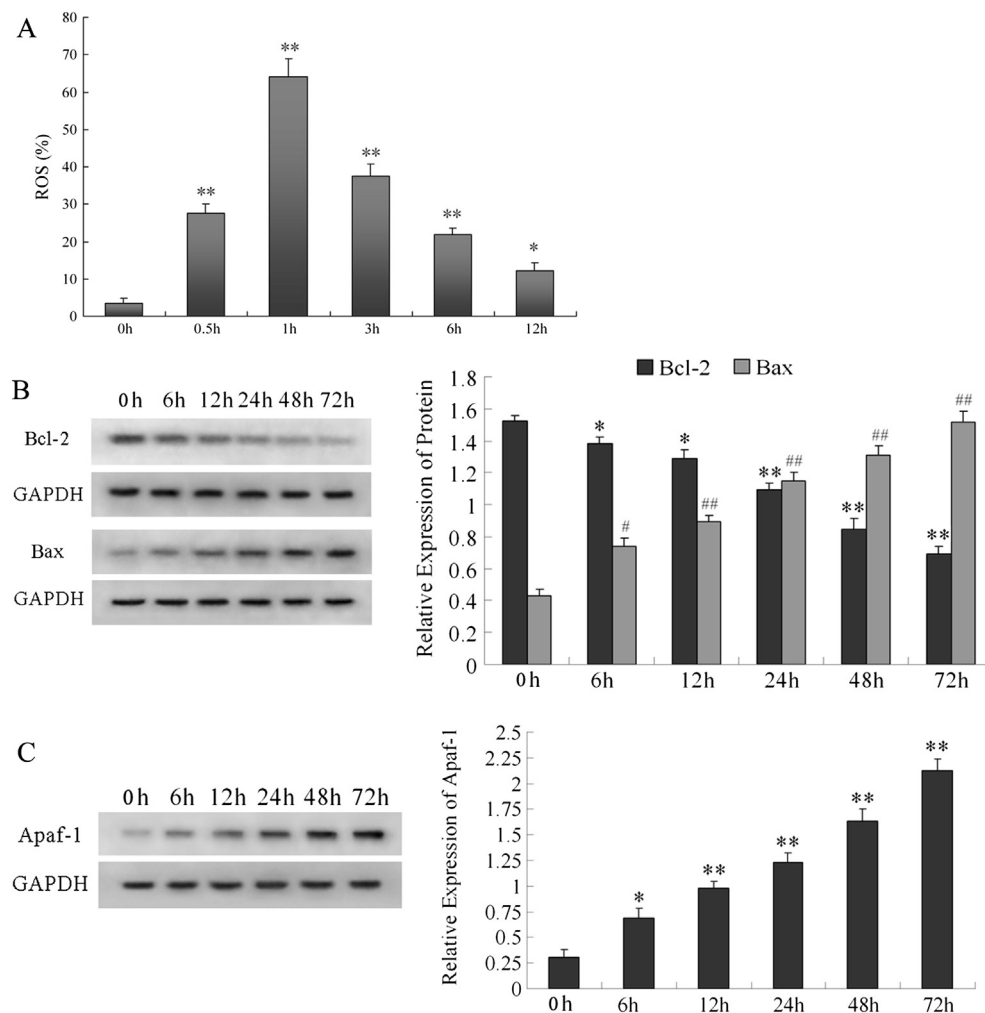 A
80
70
60
50
40
30
20
10
0
ROS (%)
**
**
**
**
*
0h
0.5h
1h
3h
6h
12h
B
0h 6h 12h 24h 48h 72h
Bcl-2
GAPDH
Bax
GAPDH
Bcl-2 Bax
Relative Expression of Protein
1.8
1.6
1.4
1.2
1
0.8
0.6
0.4
0.2
0
*
#
*
##
**
##
**
##
**
##
0h 6h 12h 24h 48h 72h
C
0h 6h 12h 24h 48h 72h
Apaf-1
GAPDH
Relative Expression of Apaf-1
2.5
2.25
2
1.75
1.5
1.25
1
0.75
0.5
0.25
0
*
**
**
**
**
0h 6h 12h 24h 48h 72h